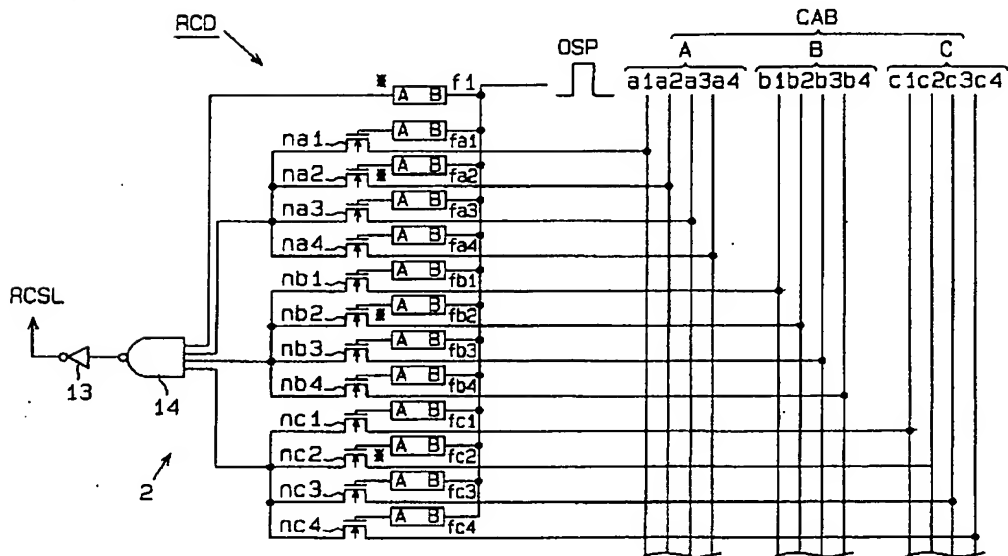 RCD
CAB
OSP
A B C
a1a2a3a4 b1b2b3b4 c1c2c3c4
* A B f1
A B
na1 fa1
A B
na2 * fa2
A B
na3 fa3
A B
na4 fa4
A B
nb1 fb1
A B
nb2 * fb2
A B
nb3 fb3
A B
nb4 fb4
A B
nc1 fc1
A B
nc2 * fc2
A B
nc3 fc3
A B
nc4 fc4
RCSL
13
14
2